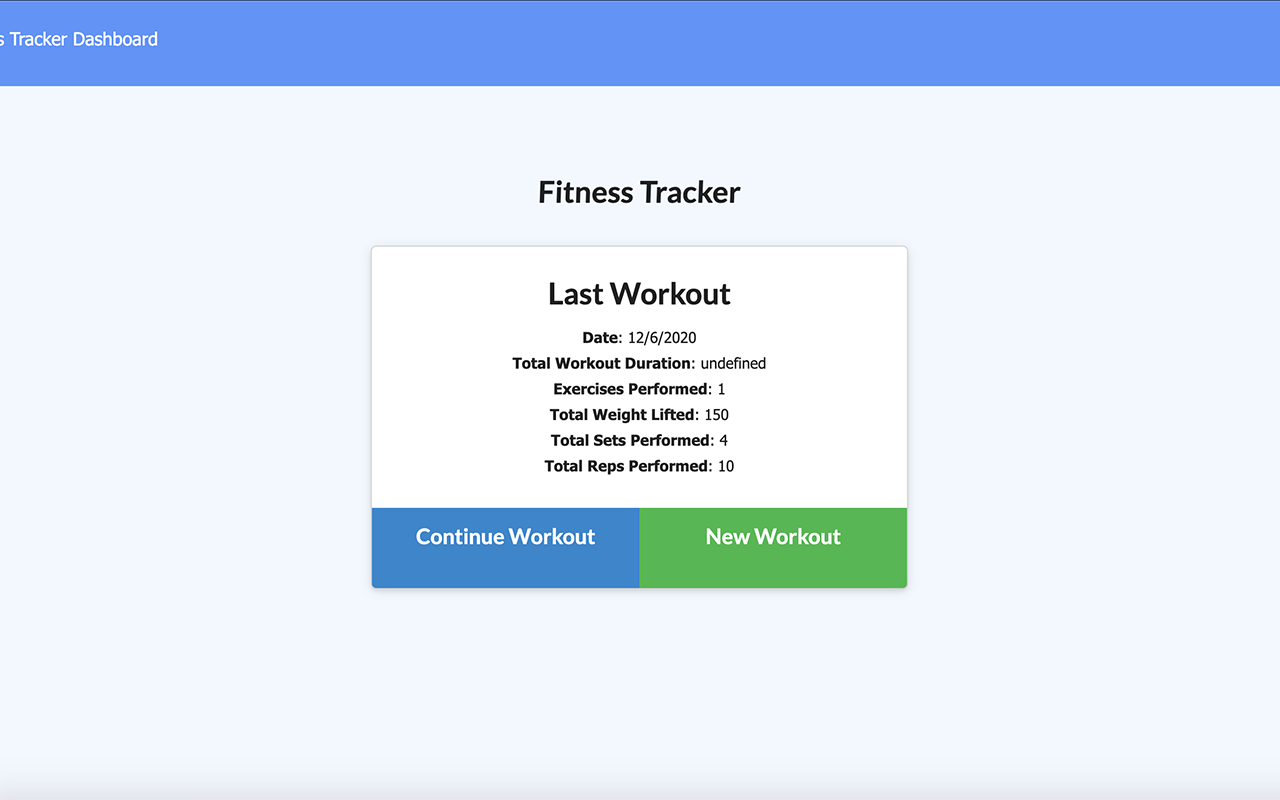 s Tracker Dashboard
Fitness Tracker
Last Workout
Date: 12/6/2020
Total Workout Duration: undefined
Exercises Performed: 1
Total Weight Lifted: 150
Total Sets Performed: 4
Total Reps Performed: 10
Continue Workout
New Workout